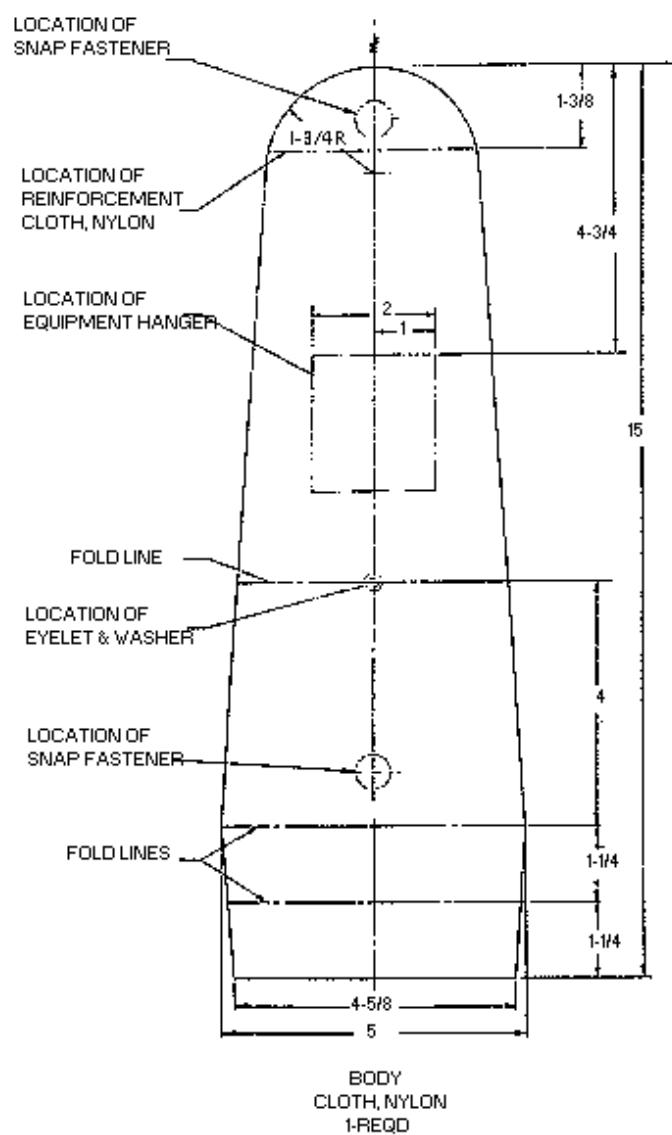 LOCATION OF
SNAP FASTENER
1-3/8
1-3/4 R
LOCATION OF
REINFORCEMENT
CLOTH, NYLON
4-3/4
LOCATION OF
EQUIPMENT HANGER
2
1
15
FOLD LINE
LOCATION OF
EYELET & WASHER
4
LOCATION OF
SNAP FASTENER
FOLD LINES
1-1/4
1-1/4
4-5/8
5
BODY
CLOTH, NYLON
1-REQD